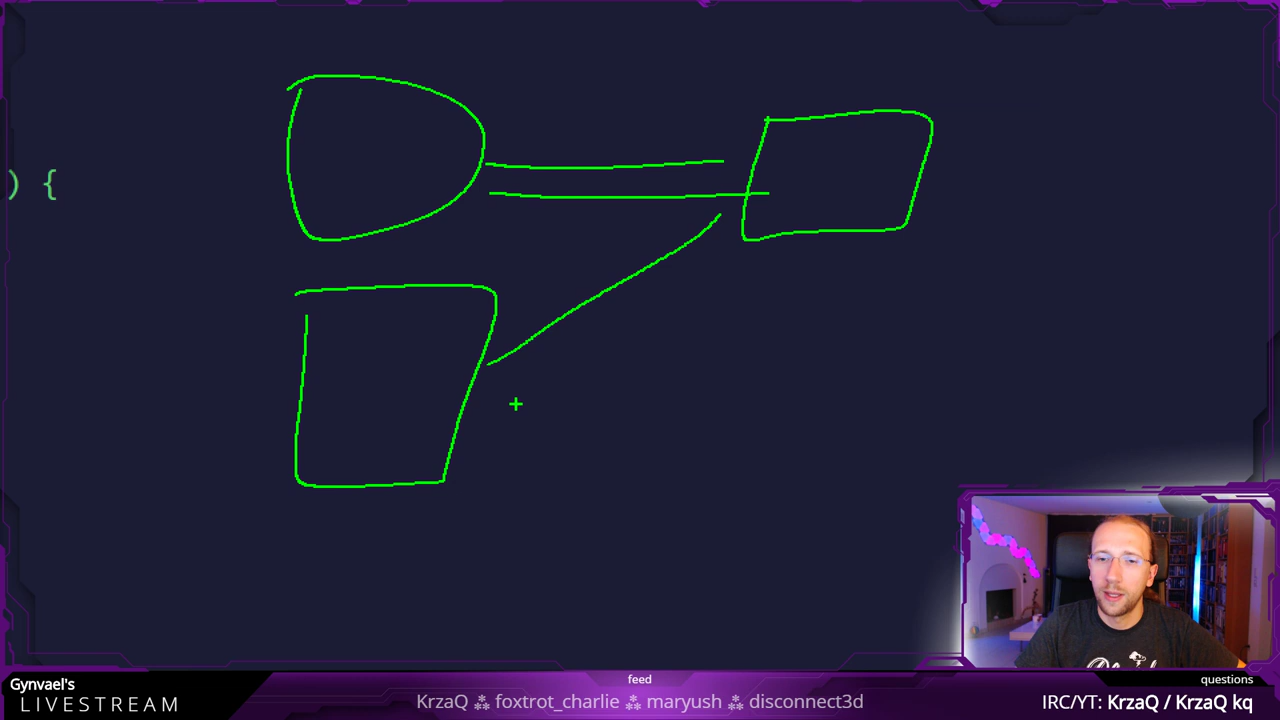 ) {
Gynvael's
LIVESTREAM
feed
KrzaQ ⁂ foxtrot_charlie ⁂ maryush ⁂ disconnect3d
questions
IRC/YT: KrzaQ / KrzaQ kq